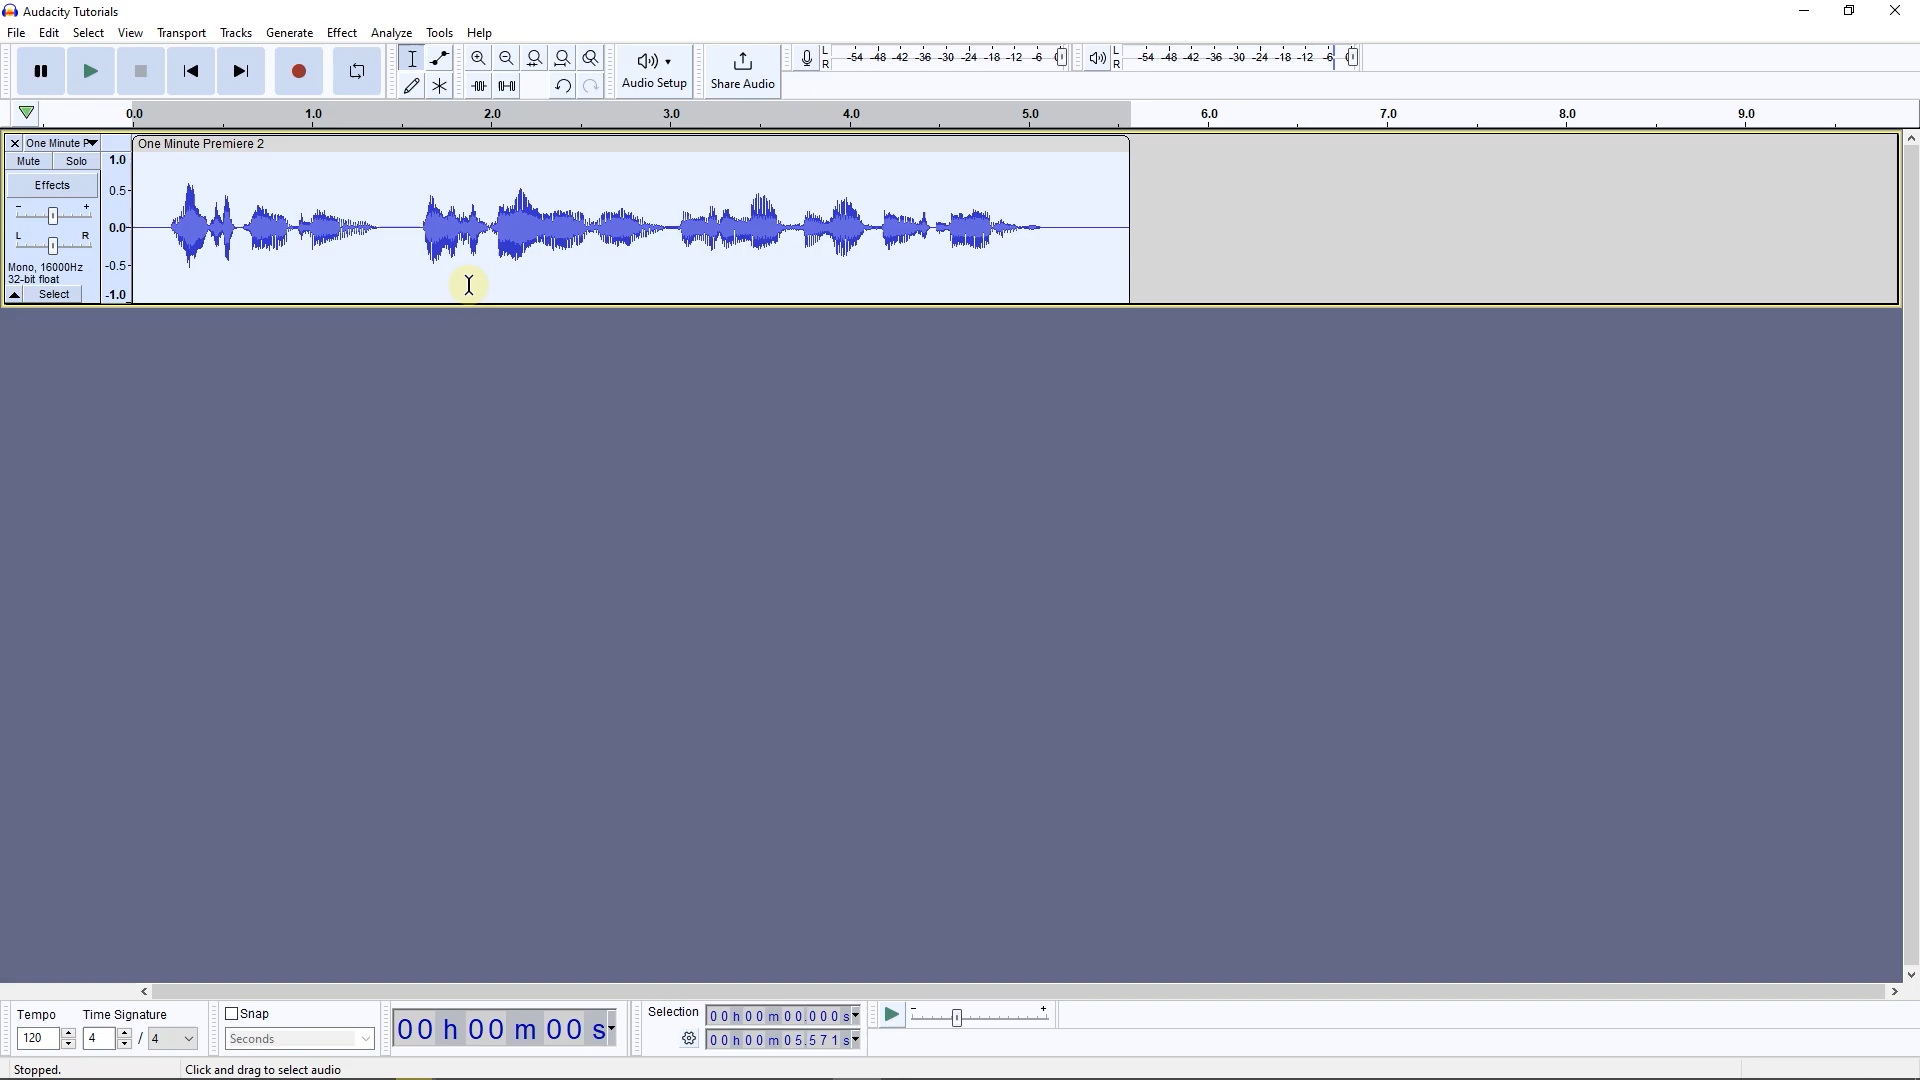 Audacity Tutorials
File Edit Select View Transport Tracks Generate Effect Analyze Tools Help
Audio Setup
Share Audio
L R -54 -48 -42 -36 -30 -24 -18 -12 -6 0
L R -54 -48 -42 -36 -30 -24 -18 -12 -6 0
0.0 1.0 2.0 3.0 4.0 5.0 6.0 7.0 8.0 9.0
One Minute P
One Minute Premiere 2
Mute Solo
Effects
- +
L R
Mono, 16000Hz
32-bit float
Select
1.0
0.5-
0.0-
-0.5-
-1.0
Tempo Time Signature
120 4 / 4
Snap
Seconds
00 h 00 m 00 s
Selection 00 h 00 m 00.000 s
00 h 00 m 05.571 s
- +
Stopped. Click and drag to select audio